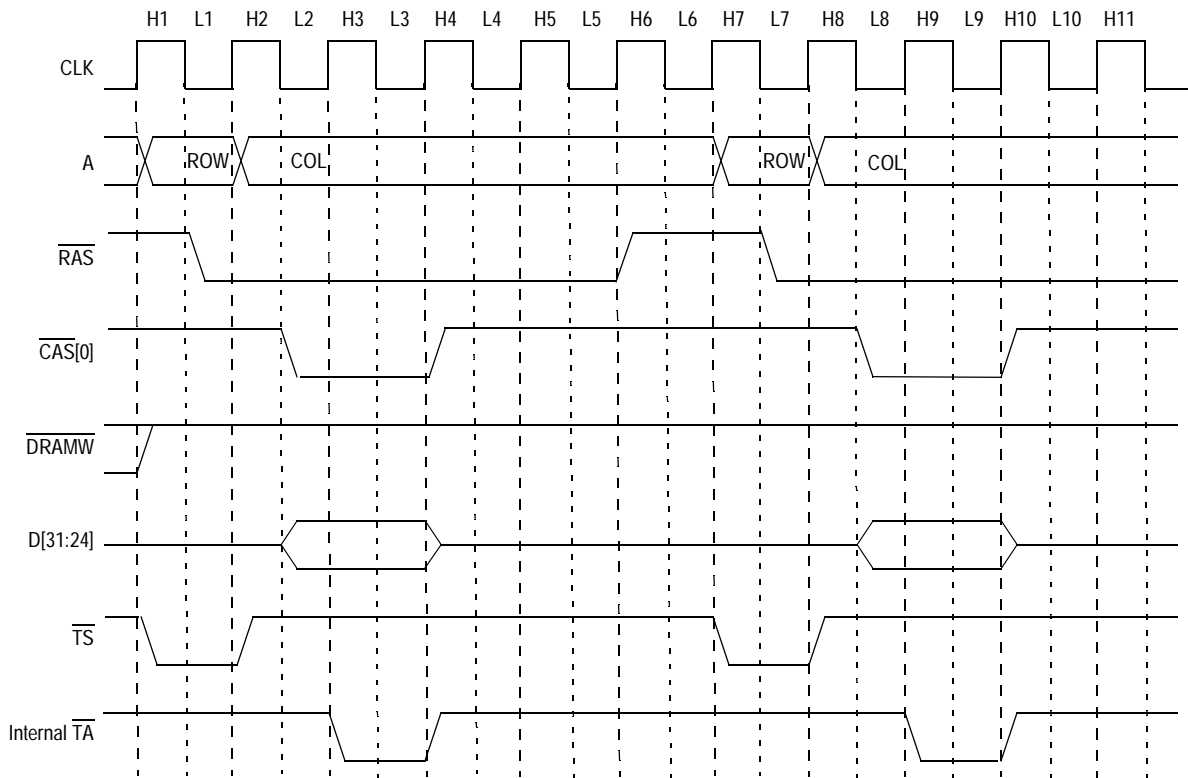 H1 L1 H2 L2 H3 L3 H4 L4 H5 L5 H6 L6 H7 L7 H8 L8 H9 L9 H10 L10 H11
CLK
A ROW COL ROW COL
RAS
CAS[0]
DRAMW
D[31:24]
TS
Internal TA